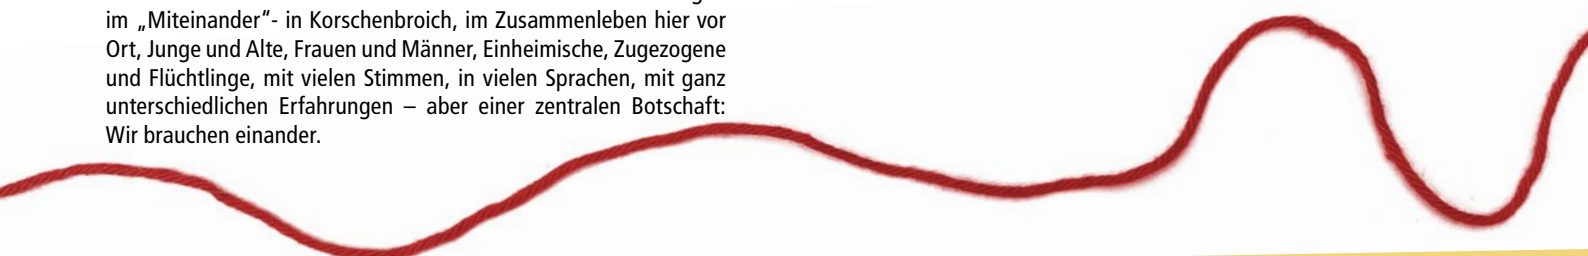 im „Miteinander“- in Korschenbroich, im Zusammenleben hier vor
Ort, Junge und Alte, Frauen und Männer, Einheimische, Zugezogene
und Flüchtlinge, mit vielen Stimmen, in vielen Sprachen, mit ganz
unterschiedlichen Erfahrungen – aber einer zentralen Botschaft:
Wir brauchen einander.